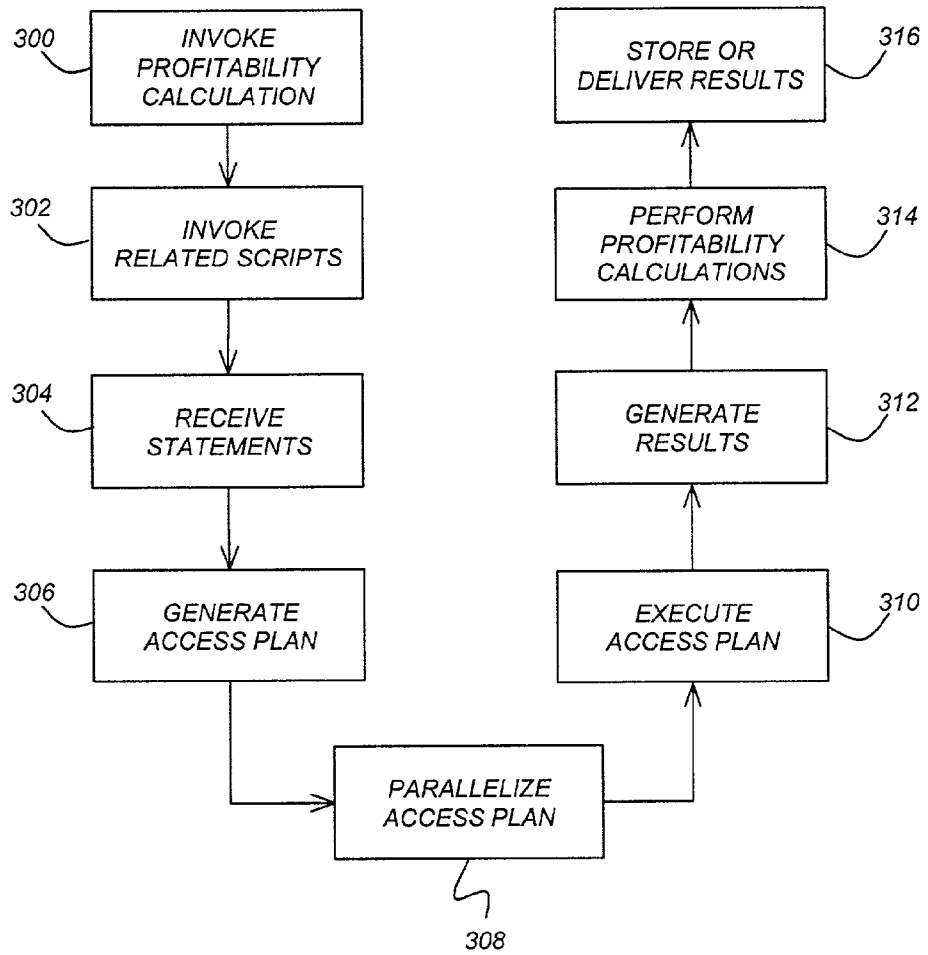 300
INVOKE
PROFITABILITY
CALCULATION
302
INVOKE
RELATED SCRIPTS
304
RECEIVE
STATEMENTS
306
GENERATE
ACCESS PLAN
PARALLELIZE
ACCESS PLAN
308
EXECUTE
ACCESS PLAN
310
GENERATE
RESULTS
312
PERFORM
PROFITABILITY
CALCULATIONS
314
STORE OR
DELIVER RESULTS
316